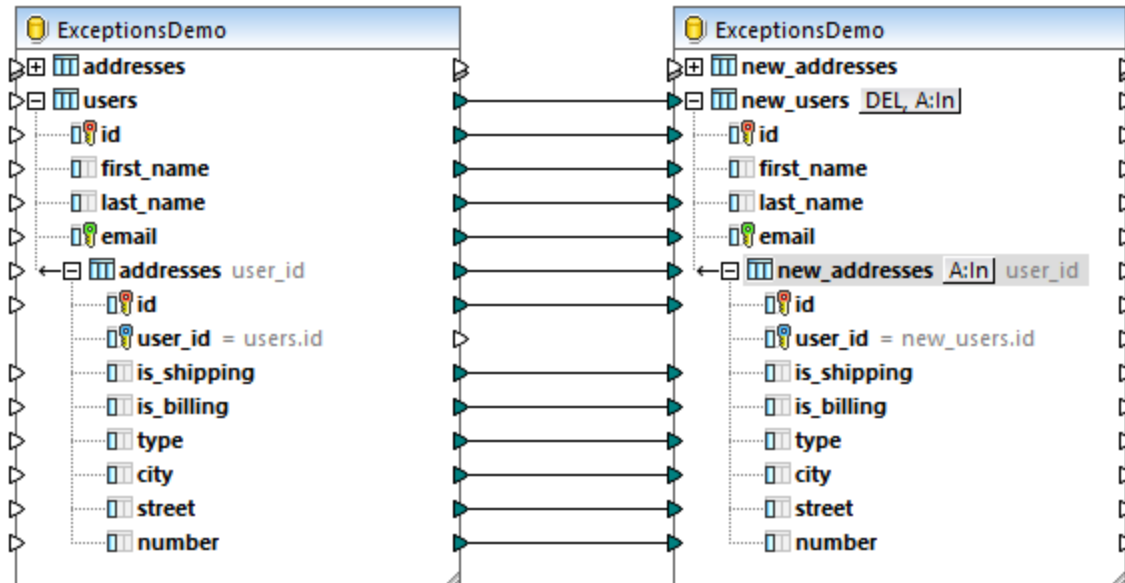 ExceptionsDemo
addresses
users
id
first_name
last_name
email
addresses user_id
id
user_id = users.id
is_shipping
is_billing
type
city
street
number
ExceptionsDemo
new_addresses
new_users DEL, A:In
id
first_name
last_name
email
new_addresses A:In user_id
id
user_id = new_users.id
is_shipping
is_billing
type
city
street
number